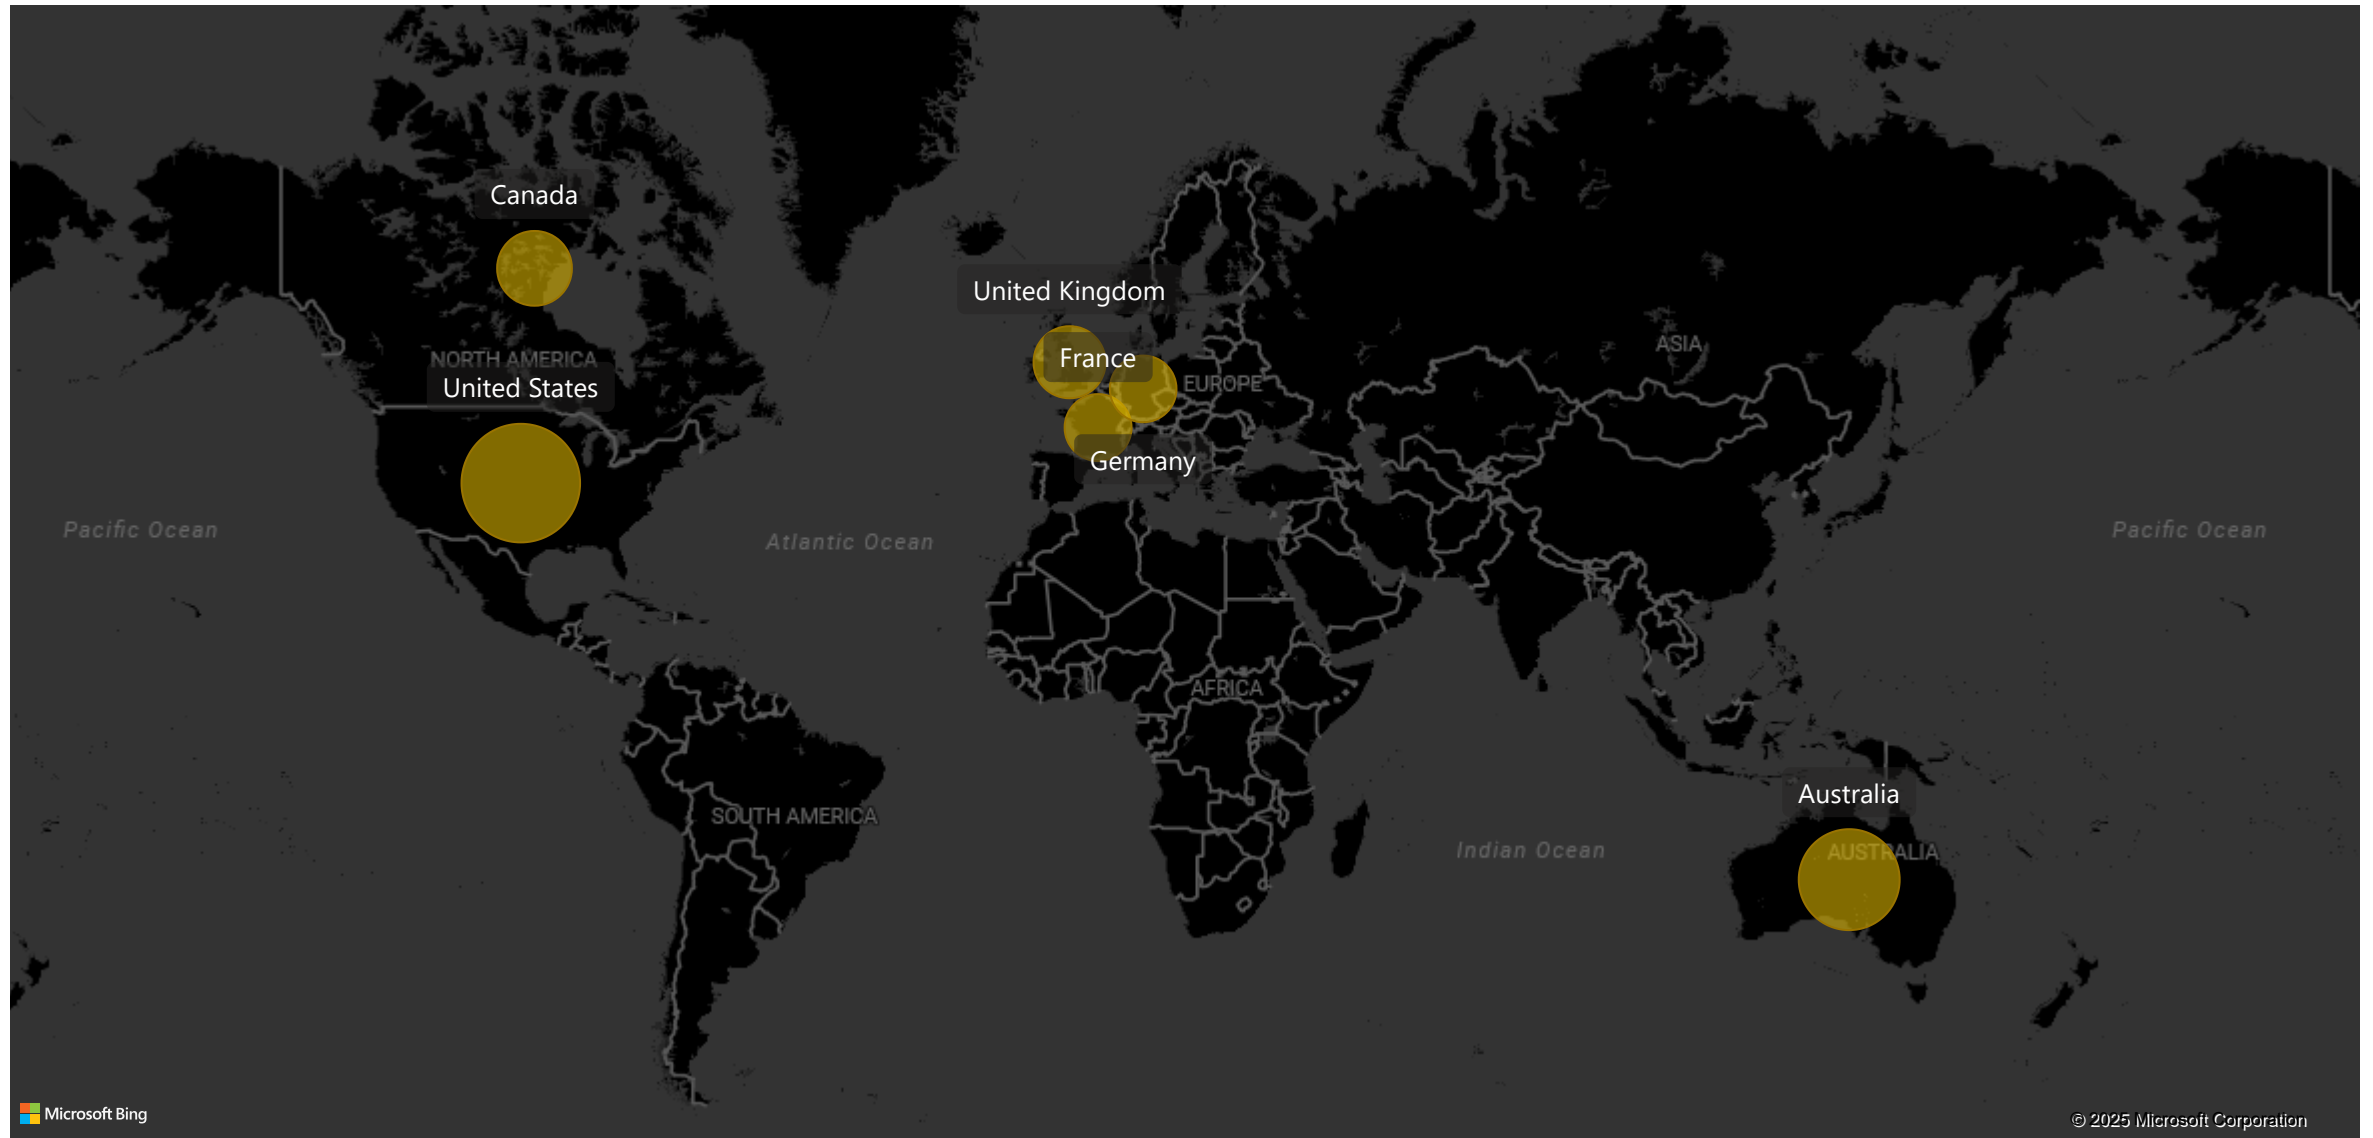 Canada
United Kingdom
ASIA
NORTH AMERICA
France
EUROPE
United States
Germany
Pacific Ocean
Atlantic Ocean
Pacific Ocean
AFRICA
Australia
SOUTH AMERICA
Indian Ocean
AUSTRALIA
Microsoft Bing
© 2025 Microsoft Corporation